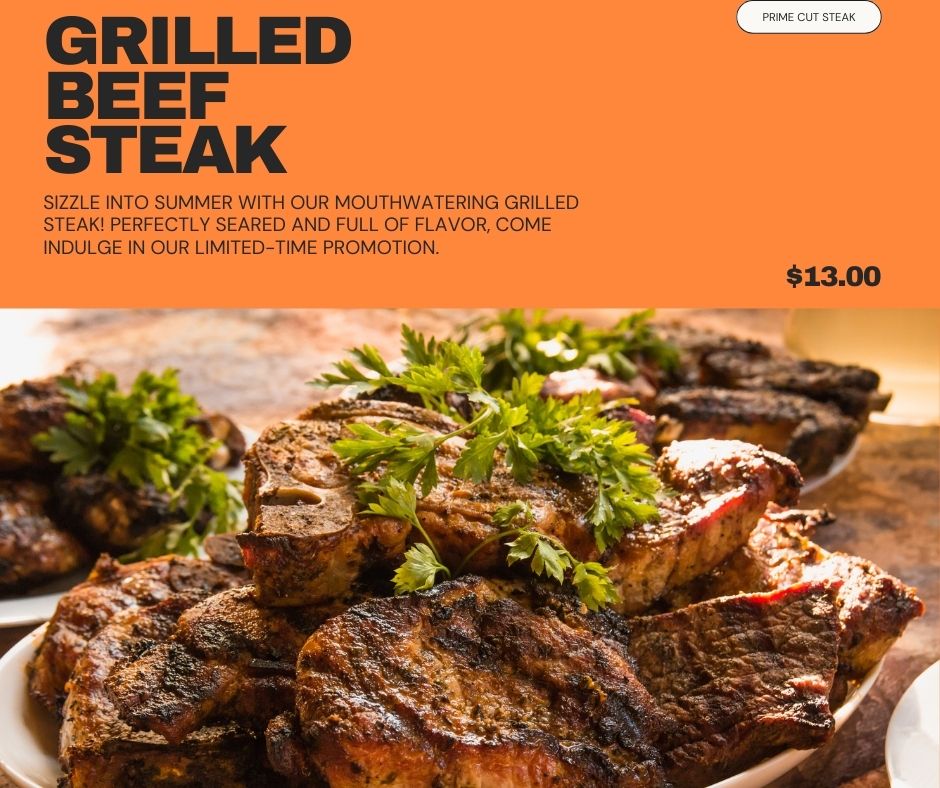 GRILLED
BEEF
STEAK
PRIME CUT STEAK
SIZZLE INTO SUMMER WITH OUR MOUTHWATERING GRILLED
STEAK! PERFECTLY SEARED AND FULL OF FLAVOR, COME
INDULGE IN OUR LIMITED-TIME PROMOTION.
$13.00